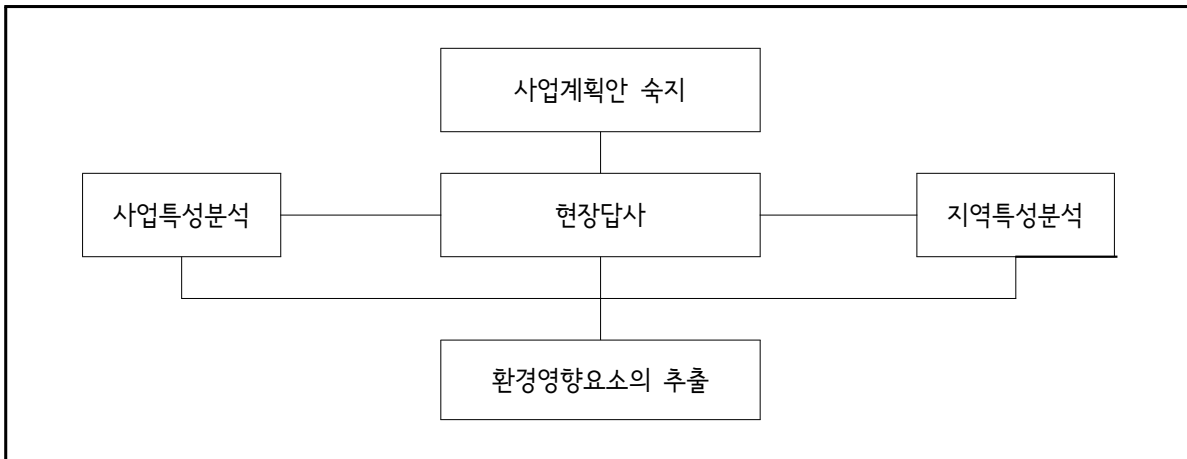 사업계획안 숙지
사업특성분석
현장답사
지역특성분석
환경영향요소의 추출